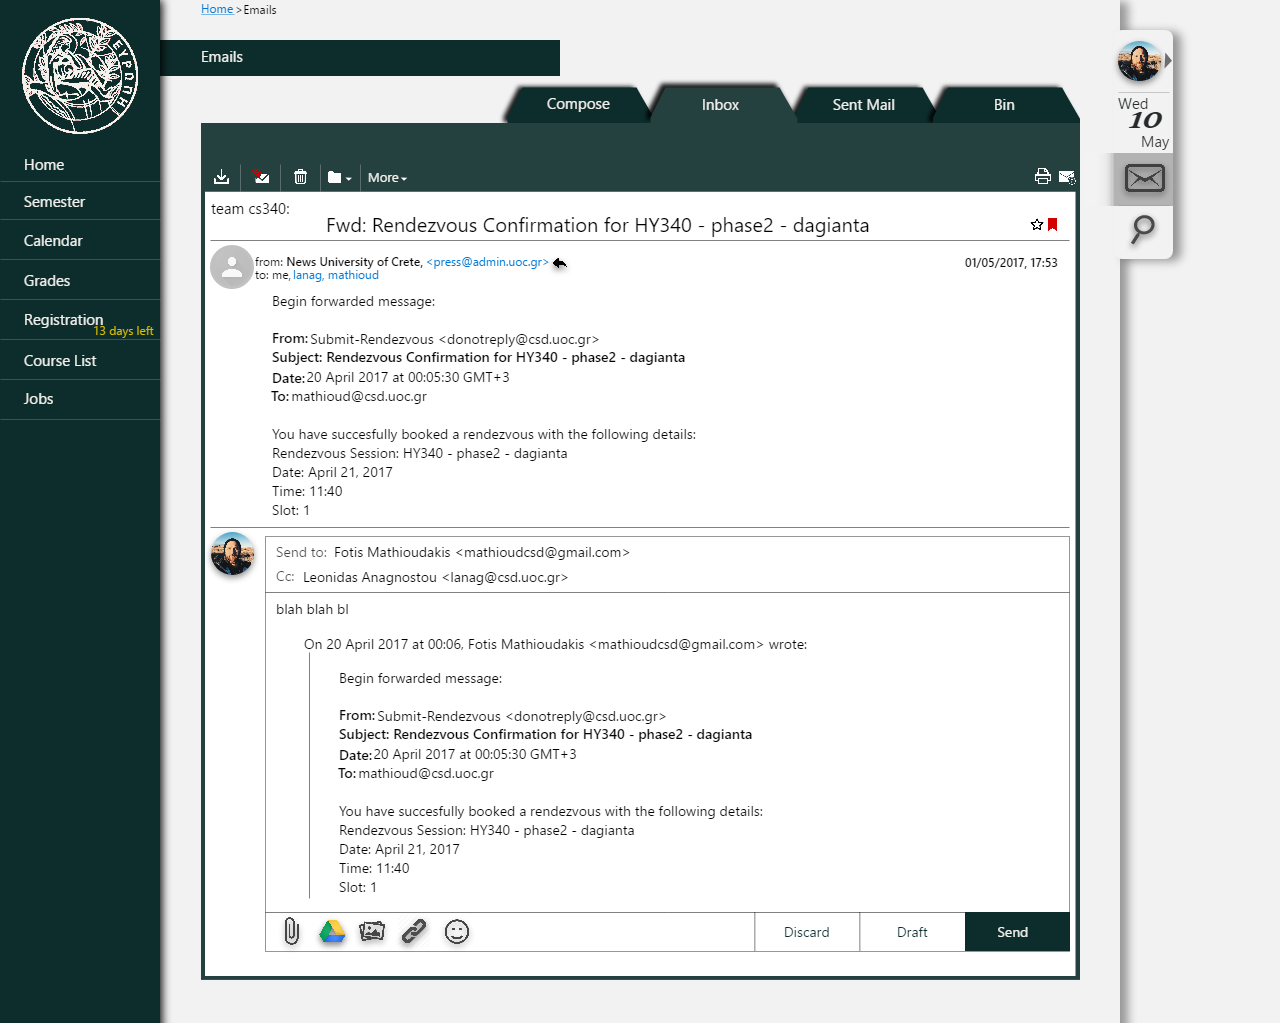 Home > Emails
ΕΥΡΩΠΗ
Emails
Compose
Inbox
Sent Mail
Bin
Wed
10
May
Home
Semester
Calendar
Grades
Registration
13 days left
Course List
Jobs
More
team cs340:
Fwd: Rendezvous Confirmation for HY340 - phase2 - dagianta
from: News University of Crete, <press@admin.uoc.gr>
01/05/2017, 17:53
to: me, lanag, mathioud
Begin forwarded message:
From: Submit-Rendezvous <donotreply@csd.uoc.gr>
Subject: Rendezvous Confirmation for HY340 - phase2 - dagianta
Date: 20 April 2017 at 00:05:30 GMT+3
To: mathioud@csd.uoc.gr
You have succesfully booked a rendezvous with the following details:
Rendezvous Session: HY340 - phase2 - dagianta
Date: April 21, 2017
Time: 11:40
Slot: 1
Send to: Fotis Mathioudakis <mathioudcsd@gmail.com>
Cc: Leonidas Anagnostou <lanag@csd.uoc.gr>
blah blah bl
On 20 April 2017 at 00:06, Fotis Mathioudakis <mathioudcsd@gmail.com> wrote:
Begin forwarded message:
From: Submit-Rendezvous <donotreply@csd.uoc.gr>
Subject: Rendezvous Confirmation for HY340 - phase2 - dagianta
Date: 20 April 2017 at 00:05:30 GMT+3
To: mathioud@csd.uoc.gr
You have succesfully booked a rendezvous with the following details:
Rendezvous Session: HY340 - phase2 - dagianta
Date: April 21, 2017
Time: 11:40
Slot: 1
Discard
Draft
Send